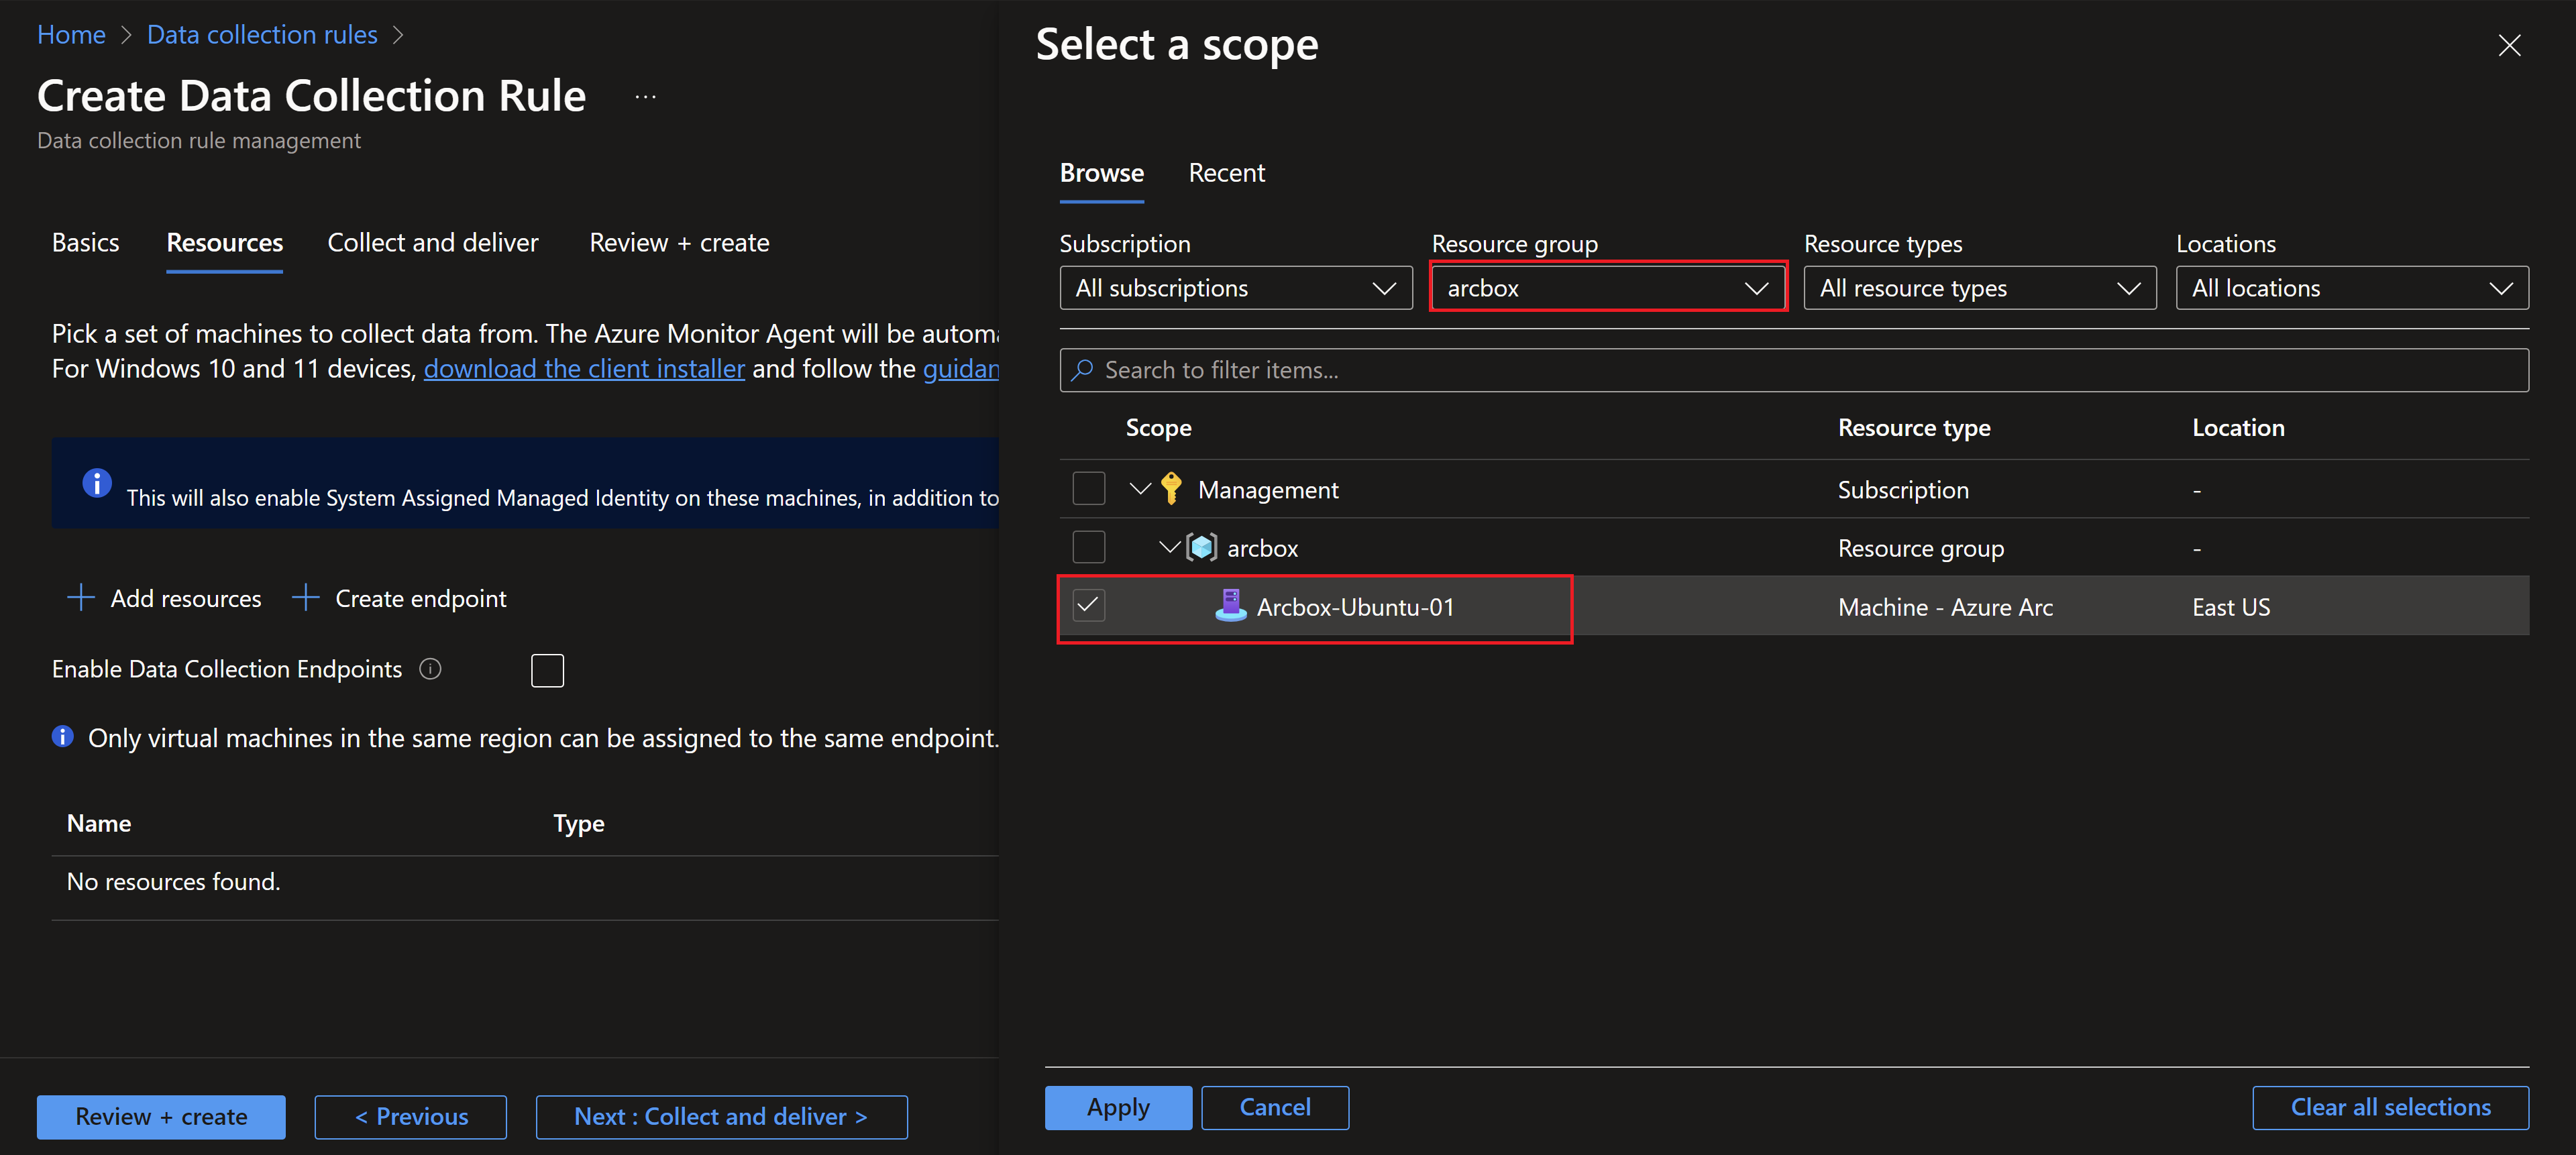 Home > Data collection rules >
Create Data Collection Rule ...
Data collection rule management
Basics Resources Collect and deliver Review + create
Pick a set of machines to collect data from. The Azure Monitor Agent will be
For Windows 10 and 11 devices, download the client installer and follow the
This will also enable System Assigned Managed Identity on these machines, in addition to
+ Add resources + Create endpoint
Enable Data Collection Endpoints
Only virtual machines in the same region can be assigned to the same endpoint.
Name Type
No resources found.
Review + create < Previous Next : Collect and deliver >
Select a scope
Browse Recent
Subscription Resource group Resource types Locations
All subscriptions arcbox All resource types All locations
Search to filter items...
Scope Resource type Location
Management Subscription -
arcbox Resource group -
Arcbox-Ubuntu-01 Machine - Azure Arc East US
Apply Cancel Clear all selections